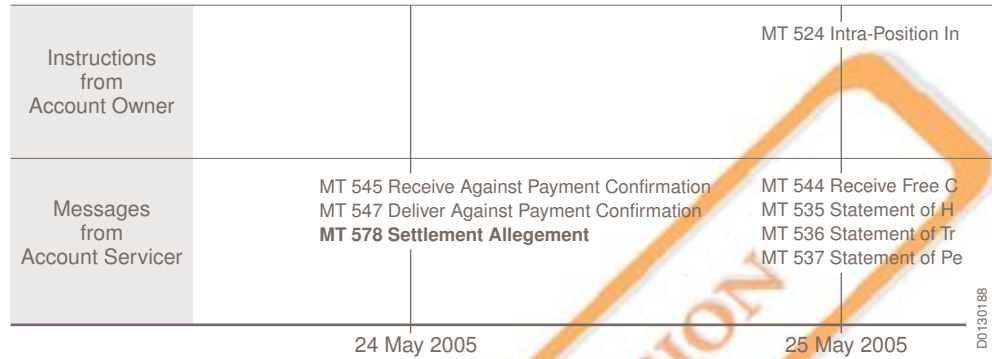 MT 524 Intra-Position In
Instructions
from
Account Owner
MT 545 Receive Against Payment Confirmation
MT 547 Deliver Against Payment Confirmation
MT 578 Settlement Allegement
MT 544 Receive Free C
MT 535 Statement of H
MT 536 Statement of Tr
MT 537 Statement of Pe
Messages
from
Account Servicer
24 May 2005
25 May 2005
D0130188
ION